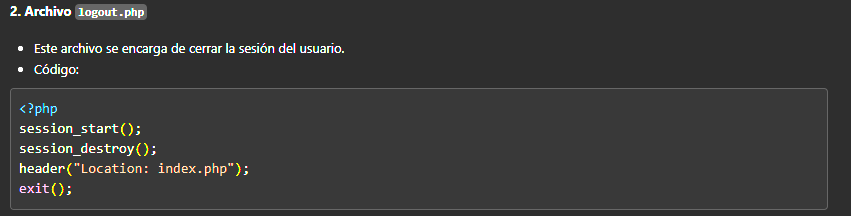 2. Archivo logout.php
• Este archivo se encarga de cerrar la sesión del usuario.
• Código:
<?php
session_start();
session_destroy();
header("Location: index.php");
exit();